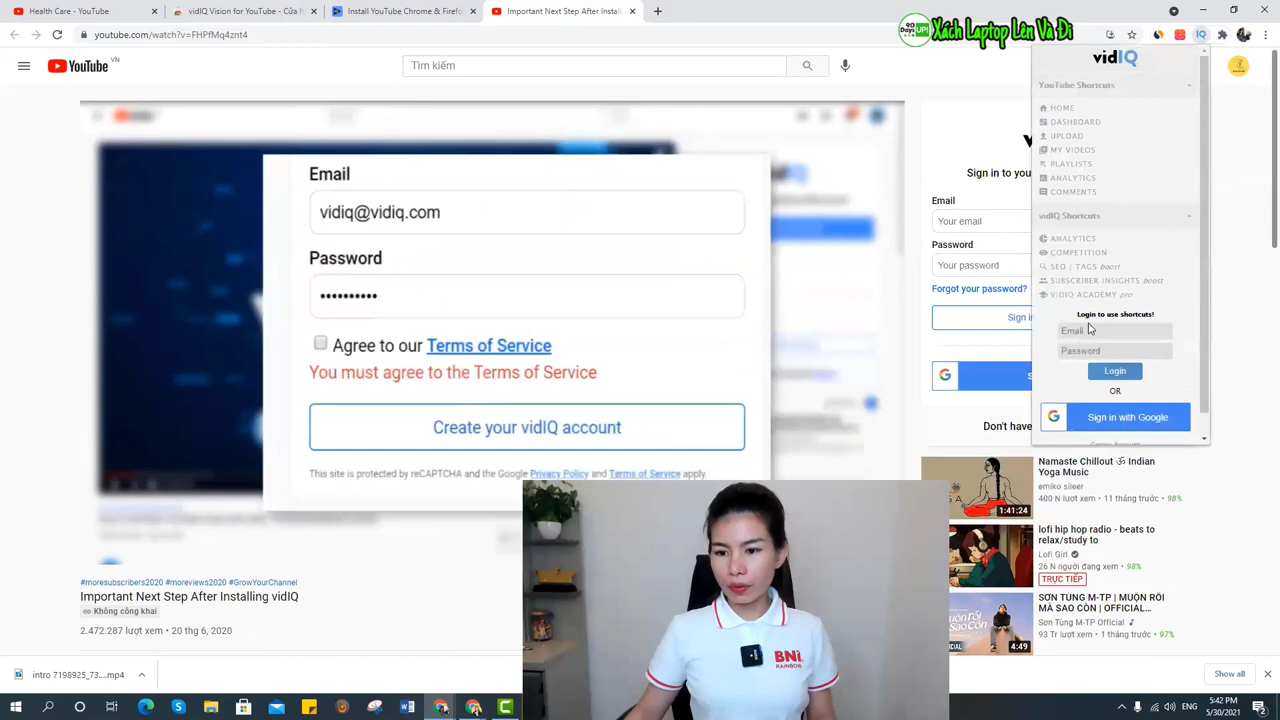 Health Care - YouTube
vidIQ Vision for YouTube - Cửa h
Install YouTube Chrome & Firefo
Important Next Step After Install
90 Days UP! Xách Laptop Lên Và Đi
youtube.com/watch?v=FHPfMq4znt4
IQ
YouTube VN
Tìm kiếm
vidIQ
YouTube Shortcuts
HOME
DASHBOARD
UPLOAD
MY VIDEOS
PLAYLISTS
ANALYTICS
COMMENTS
vidIQ Shortcuts
ANALYTICS
COMPETITION
SEO | TAGS boost
SUBSCRIBER INSIGHTS boost
VIDIQ ACADEMY pro
Login to use shortcuts!
Email
Password
Login
OR
Sign in with Google
Email
vidiq@vidiq.com
Password
Agree to our Terms of Service
You must agree to the Terms of Service
Create your vidIQ account
This site is protected by reCAPTCHA and the Google Privacy Policy and Terms of Service apply.
Sign in to you
Email
Your email
Password
Your password
Forgot your password?
Sign in
Don't have
Namaste Chillout ૐ Indian
Yoga Music
emiko sileer
400 N lượt xem • 11 tháng trước • 98%
1:41:24
lofi hip hop radio - beats to
relax/study to
Lofi Girl
26 N người đang xem • 98%
TRỰC TIẾP
SƠN TÙNG M-TP | MUỘN RỒI
MÀ SAO CÒN | OFFICIAL…
Sơn Tùng M-TP Official
93 Tr lượt xem • 1 tháng trước • 97%
4:49
#moresubscribers2020 #moreviews2020 #GrowYourChannel
Important Next Step After Installing vidIQ
Không công khai
2.472.287 lượt xem • 20 thg 6, 2020
BNI
RAINBOW
intro 7198925_73....mp4
Show all
ENG
5:42 PM
5/30/2021
2